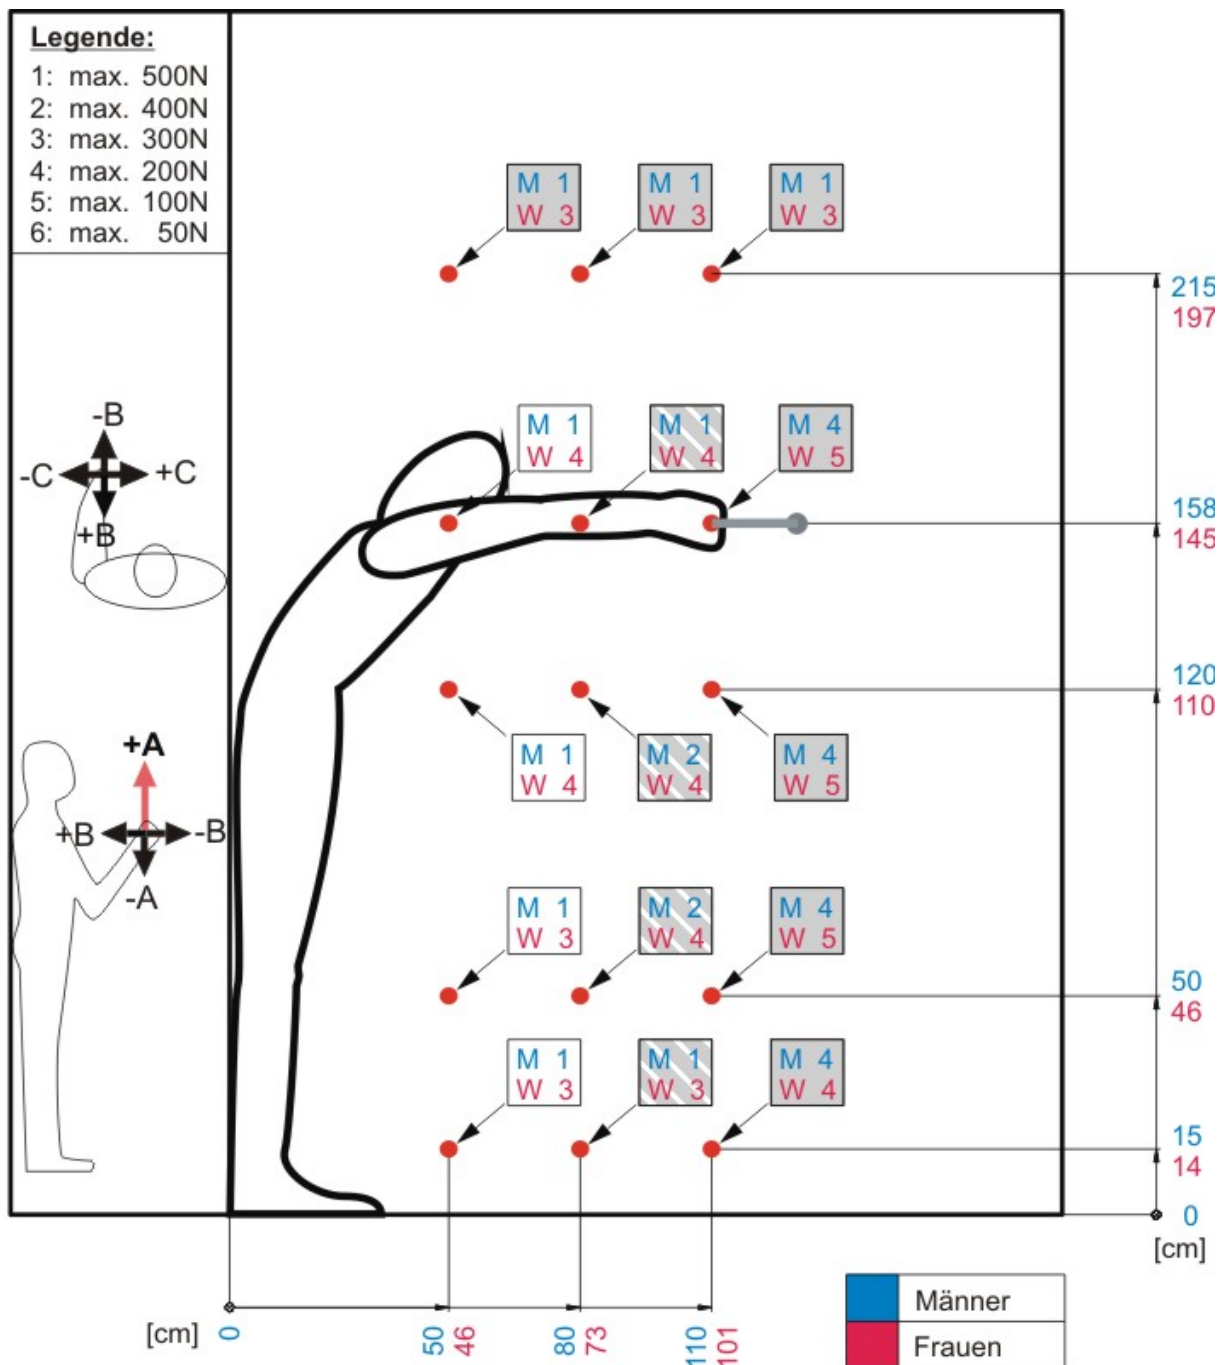 Legende:
1: max. 500N
2: max. 400N
3: max. 300N
4: max. 200N
5: max. 100N
6: max. 50N
M 1
W 3
M 1
W 3
M 1
W 3
215
197
-B
-C
+C
+B
M 1
W 4
M 1
W 4
M 4
W 5
158
145
120
110
M 1
W 4
M 2
W 4
M 4
W 5
+A
+B
-B
-A
M 1
W 3
M 2
W 4
M 4
W 5
50
46
M 1
W 3
M 1
W 3
M 4
W 4
15
14
0
[cm]
[cm]
0
50
46
80
73
110
101
Männer
Frauen